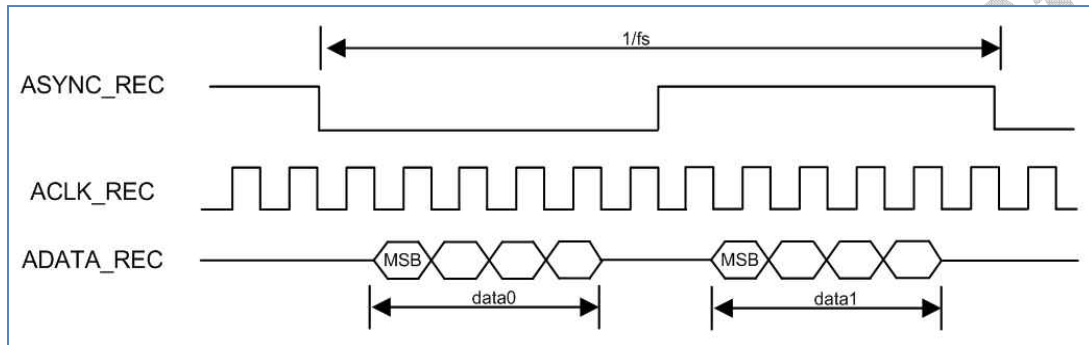 1/fs
ASYNC_REC
ACLK_REC
ADATA_REC
MSB
MSB
data0
data1